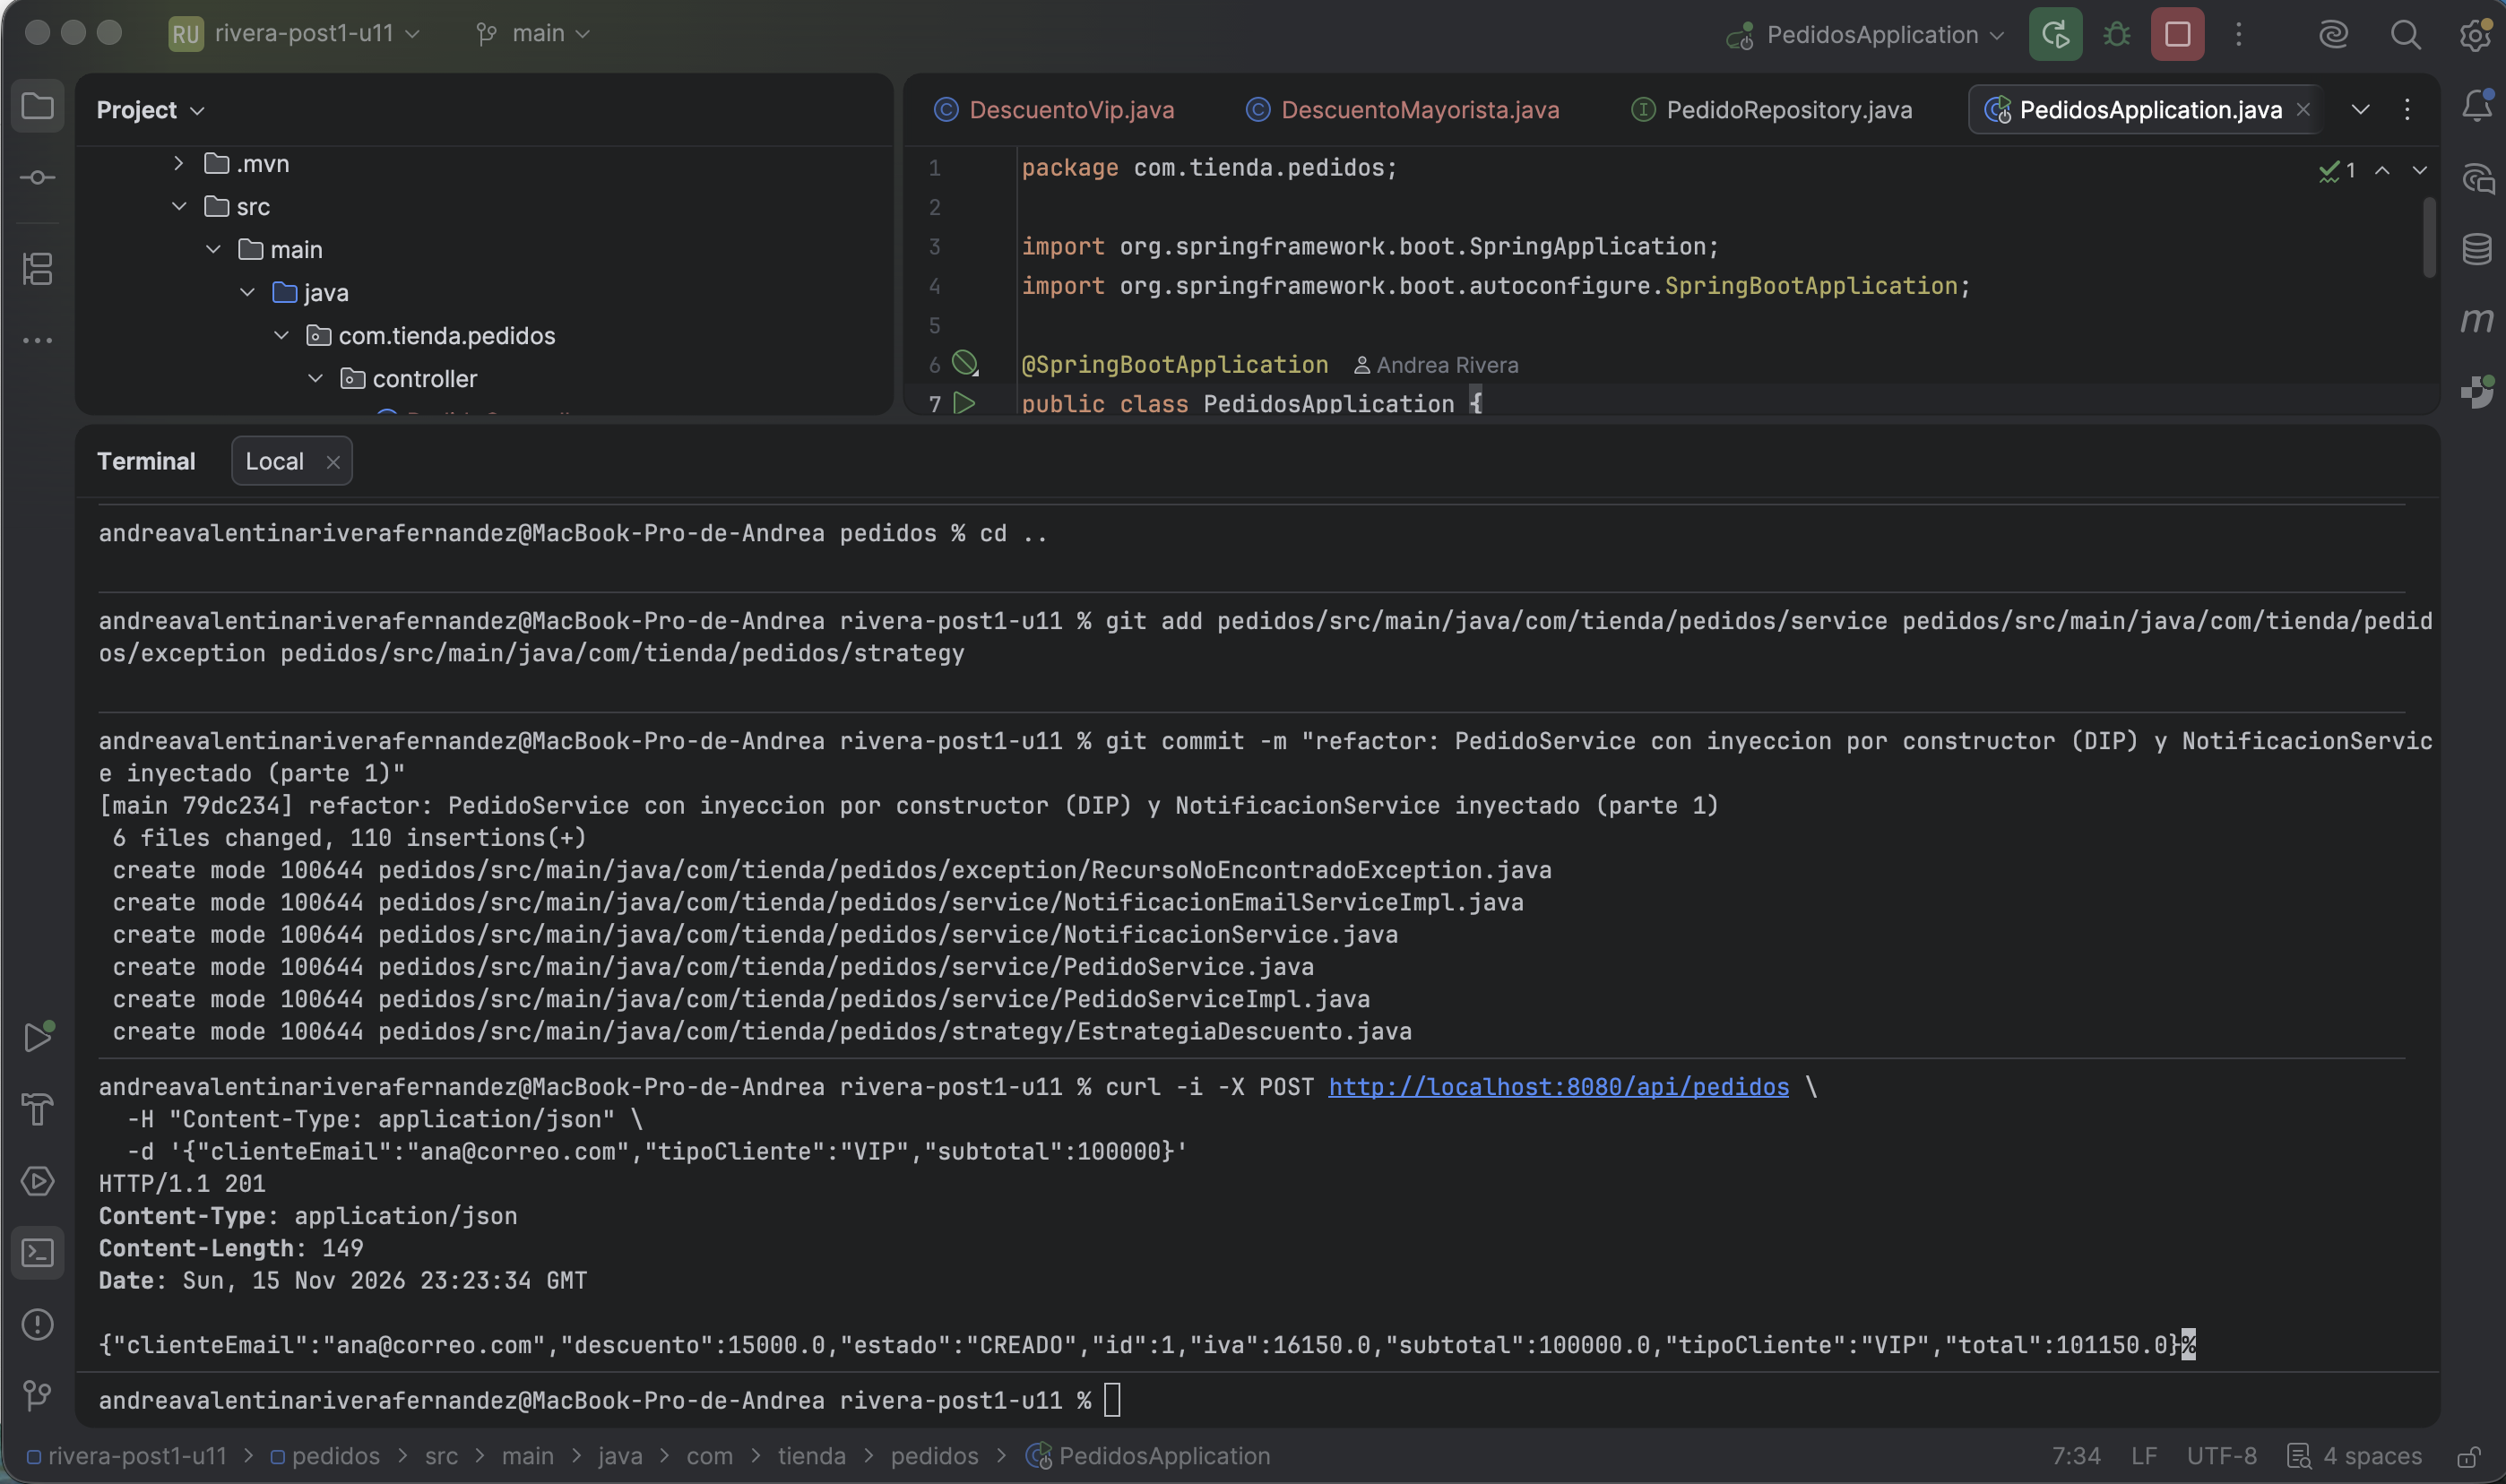 RU rivera-post1-u11 main PedidosApplication
Project
.mvn
src
main
java
com.tienda.pedidos
controller
DescuentoVip.java DescuentoMayorista.java PedidoRepository.java PedidosApplication.java
1 package com.tienda.pedidos;
2
3 import org.springframework.boot.SpringApplication;
4 import org.springframework.boot.autoconfigure.SpringBootApplication;
5
6 @SpringBootApplication Andrea Rivera
7 public class PedidosApplication {
1
Terminal Local
andreavalentinariverafernandez@MacBook-Pro-de-Andrea pedidos % cd ..
andreavalentinariverafernandez@MacBook-Pro-de-Andrea rivera-post1-u11 % git add pedidos/src/main/java/com/tienda/pedidos/service pedidos/src/main/java/com/tienda/pedid
os/exception pedidos/src/main/java/com/tienda/pedidos/strategy
andreavalentinariverafernandez@MacBook-Pro-de-Andrea rivera-post1-u11 % git commit -m "refactor: PedidoService con inyeccion por constructor (DIP) y NotificacionServic
e inyectado (parte 1)"
[main 79dc234] refactor: PedidoService con inyeccion por constructor (DIP) y NotificacionService inyectado (parte 1)
6 files changed, 110 insertions(+)
create mode 100644 pedidos/src/main/java/com/tienda/pedidos/exception/RecursoNoEncontradoException.java
create mode 100644 pedidos/src/main/java/com/tienda/pedidos/service/NotificacionEmailServiceImpl.java
create mode 100644 pedidos/src/main/java/com/tienda/pedidos/service/NotificacionService.java
create mode 100644 pedidos/src/main/java/com/tienda/pedidos/service/PedidoService.java
create mode 100644 pedidos/src/main/java/com/tienda/pedidos/service/PedidoServiceImpl.java
create mode 100644 pedidos/src/main/java/com/tienda/pedidos/strategy/EstrategiaDescuento.java
andreavalentinariverafernandez@MacBook-Pro-de-Andrea rivera-post1-u11 % curl -i -X POST http://localhost:8080/api/pedidos \
-H "Content-Type: application/json" \
-d '{"clienteEmail":"ana@correo.com","tipoCliente":"VIP","subtotal":100000}'
HTTP/1.1 201
Content-Type: application/json
Content-Length: 149
Date: Sun, 15 Nov 2026 23:23:34 GMT
{"clienteEmail":"ana@correo.com","descuento":15000.0,"estado":"CREADO","id":1,"iva":16150.0,"subtotal":100000.0,"tipoCliente":"VIP","total":101150.0}%
andreavalentinariverafernandez@MacBook-Pro-de-Andrea rivera-post1-u11 %
rivera-post1-u11 > pedidos > src > main > java > com > tienda > pedidos > PedidosApplication 7:34 LF UTF-8 4 spaces